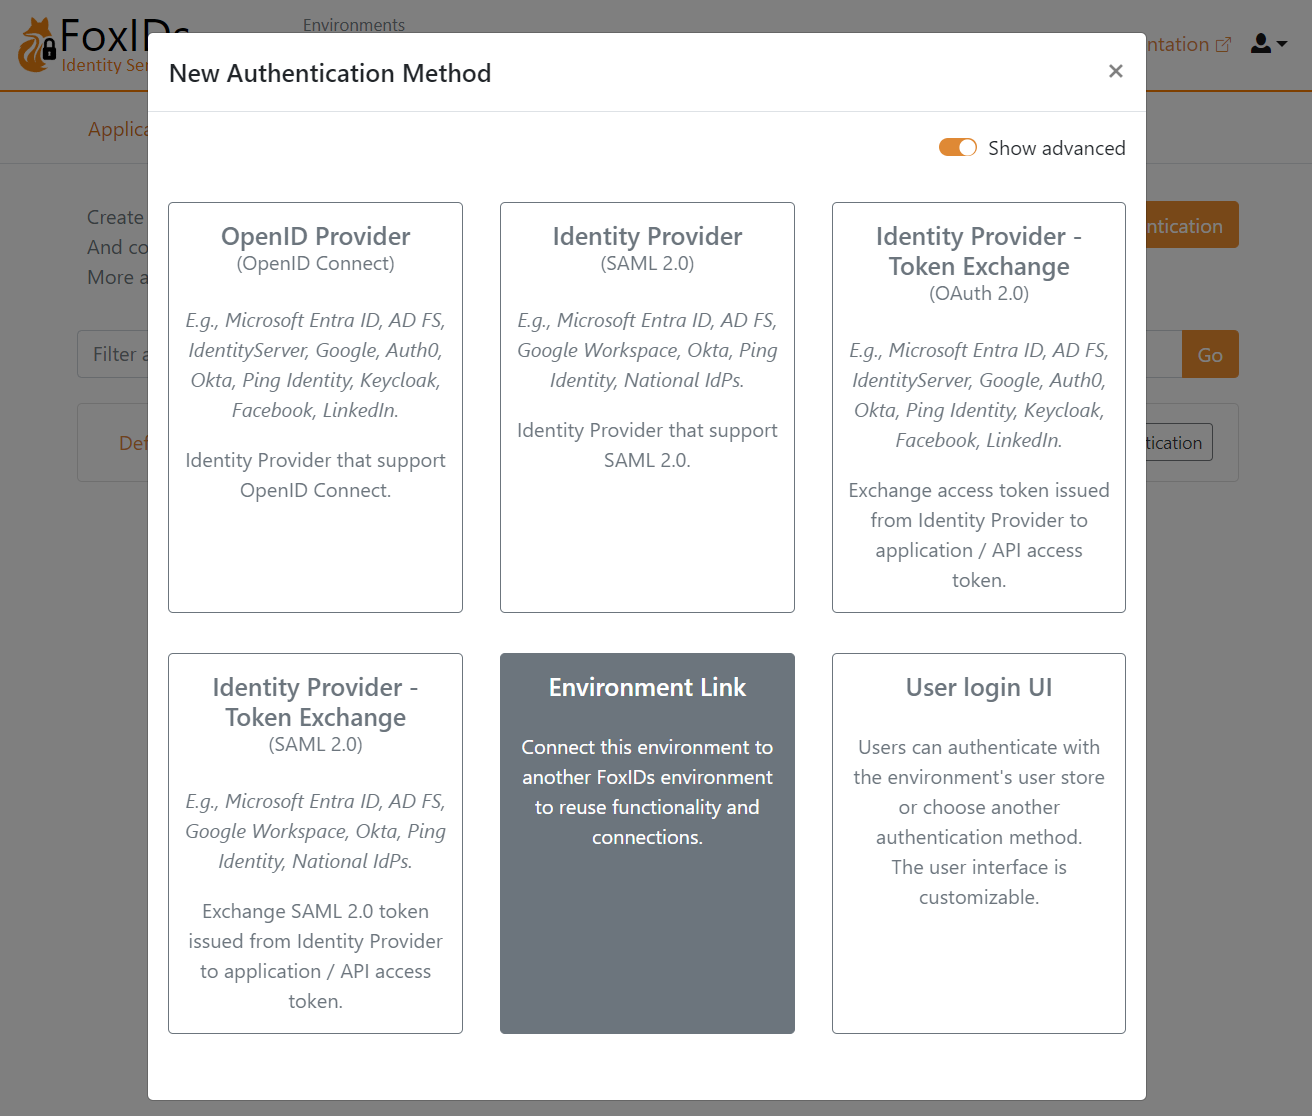 FoxIDs
Environments
Identity Ser
ntation
New Authentication Method
Applica
Show advanced
Create
And co
More a
ntication
Filter a
Go
Def
tication
OpenID Provider
(OpenID Connect)
E.g., Microsoft Entra ID, AD FS,
IdentityServer, Google, Auth0,
Okta, Ping Identity, Keycloak,
Facebook, LinkedIn.
Identity Provider that support
OpenID Connect.
Identity Provider
(SAML 2.0)
E.g., Microsoft Entra ID, AD FS,
Google Workspace, Okta, Ping
Identity, National IdPs.
Identity Provider that support
SAML 2.0.
Identity Provider -
Token Exchange
(OAuth 2.0)
E.g., Microsoft Entra ID, AD FS,
IdentityServer, Google, Auth0,
Okta, Ping Identity, Keycloak,
Facebook, LinkedIn.
Exchange access token issued
from Identity Provider to
application / API access
token.
Identity Provider -
Token Exchange
(SAML 2.0)
E.g., Microsoft Entra ID, AD FS,
Google Workspace, Okta, Ping
Identity, National IdPs.
Exchange SAML 2.0 token
issued from Identity Provider
to application / API access
token.
Environment Link
Connect this environment to
another FoxIDs environment
to reuse functionality and
connections.
User login UI
Users can authenticate with
the environment's user store
or choose another
authentication method.
The user interface is
customizable.